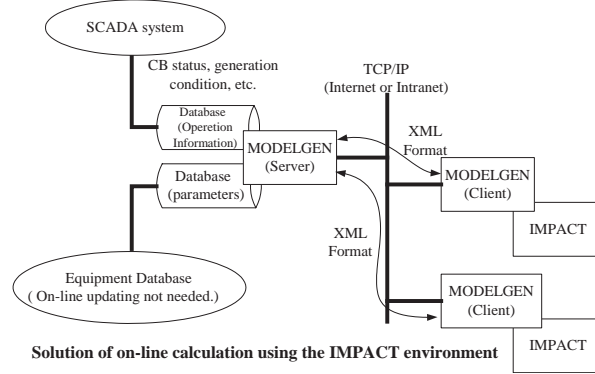 SCADA system
CB status, generation
condition, etc.
TCP/IP
(Internet or Intranet)
Database
(Operetion
Information)
XML
Format
MODELGEN
(Server)
Database
(parameters)
MODELGEN
(Client)
IMPACT
XML
Format
Equipment Database
( On-line updating not needed.)
MODELGEN
(Client)
IMPACT
Solution of on-line calculation using the IMPACT environment